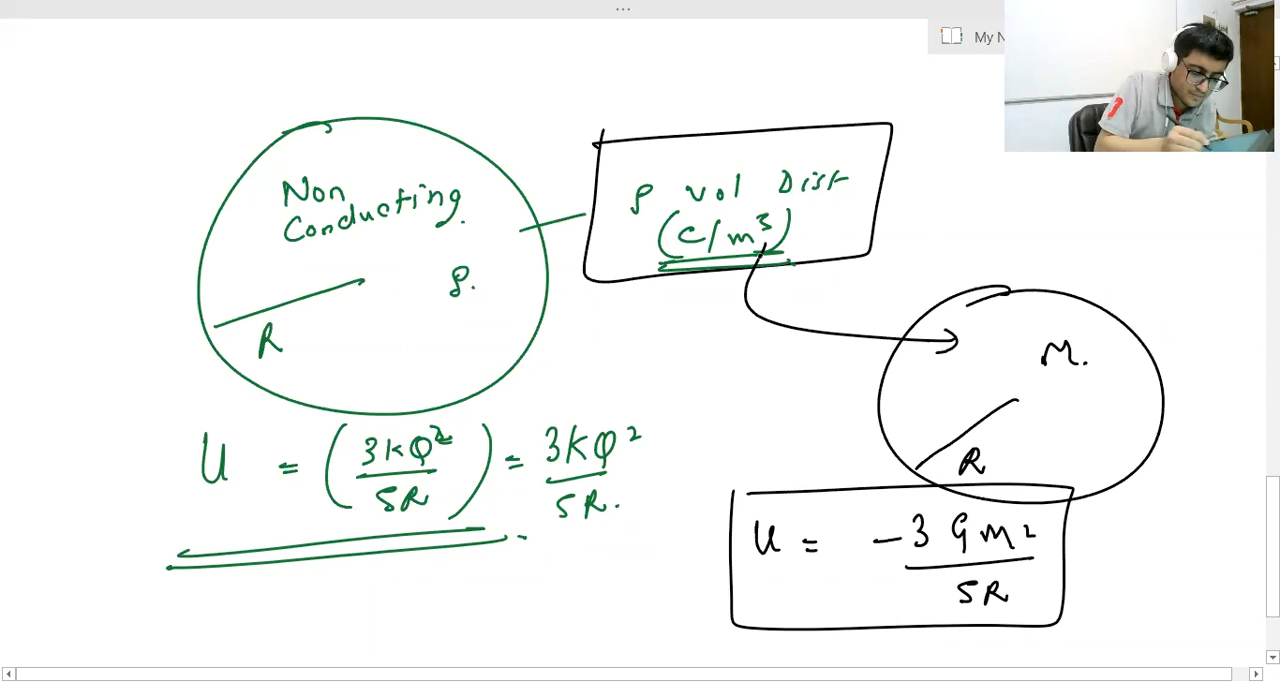 My N
Non
Conducting.
ρ.
R
ρ vol Dist
(C/m³)
M.
R
U = (3KQ²/5R) = 3KQ²/5R.
U = -3GM²/5R